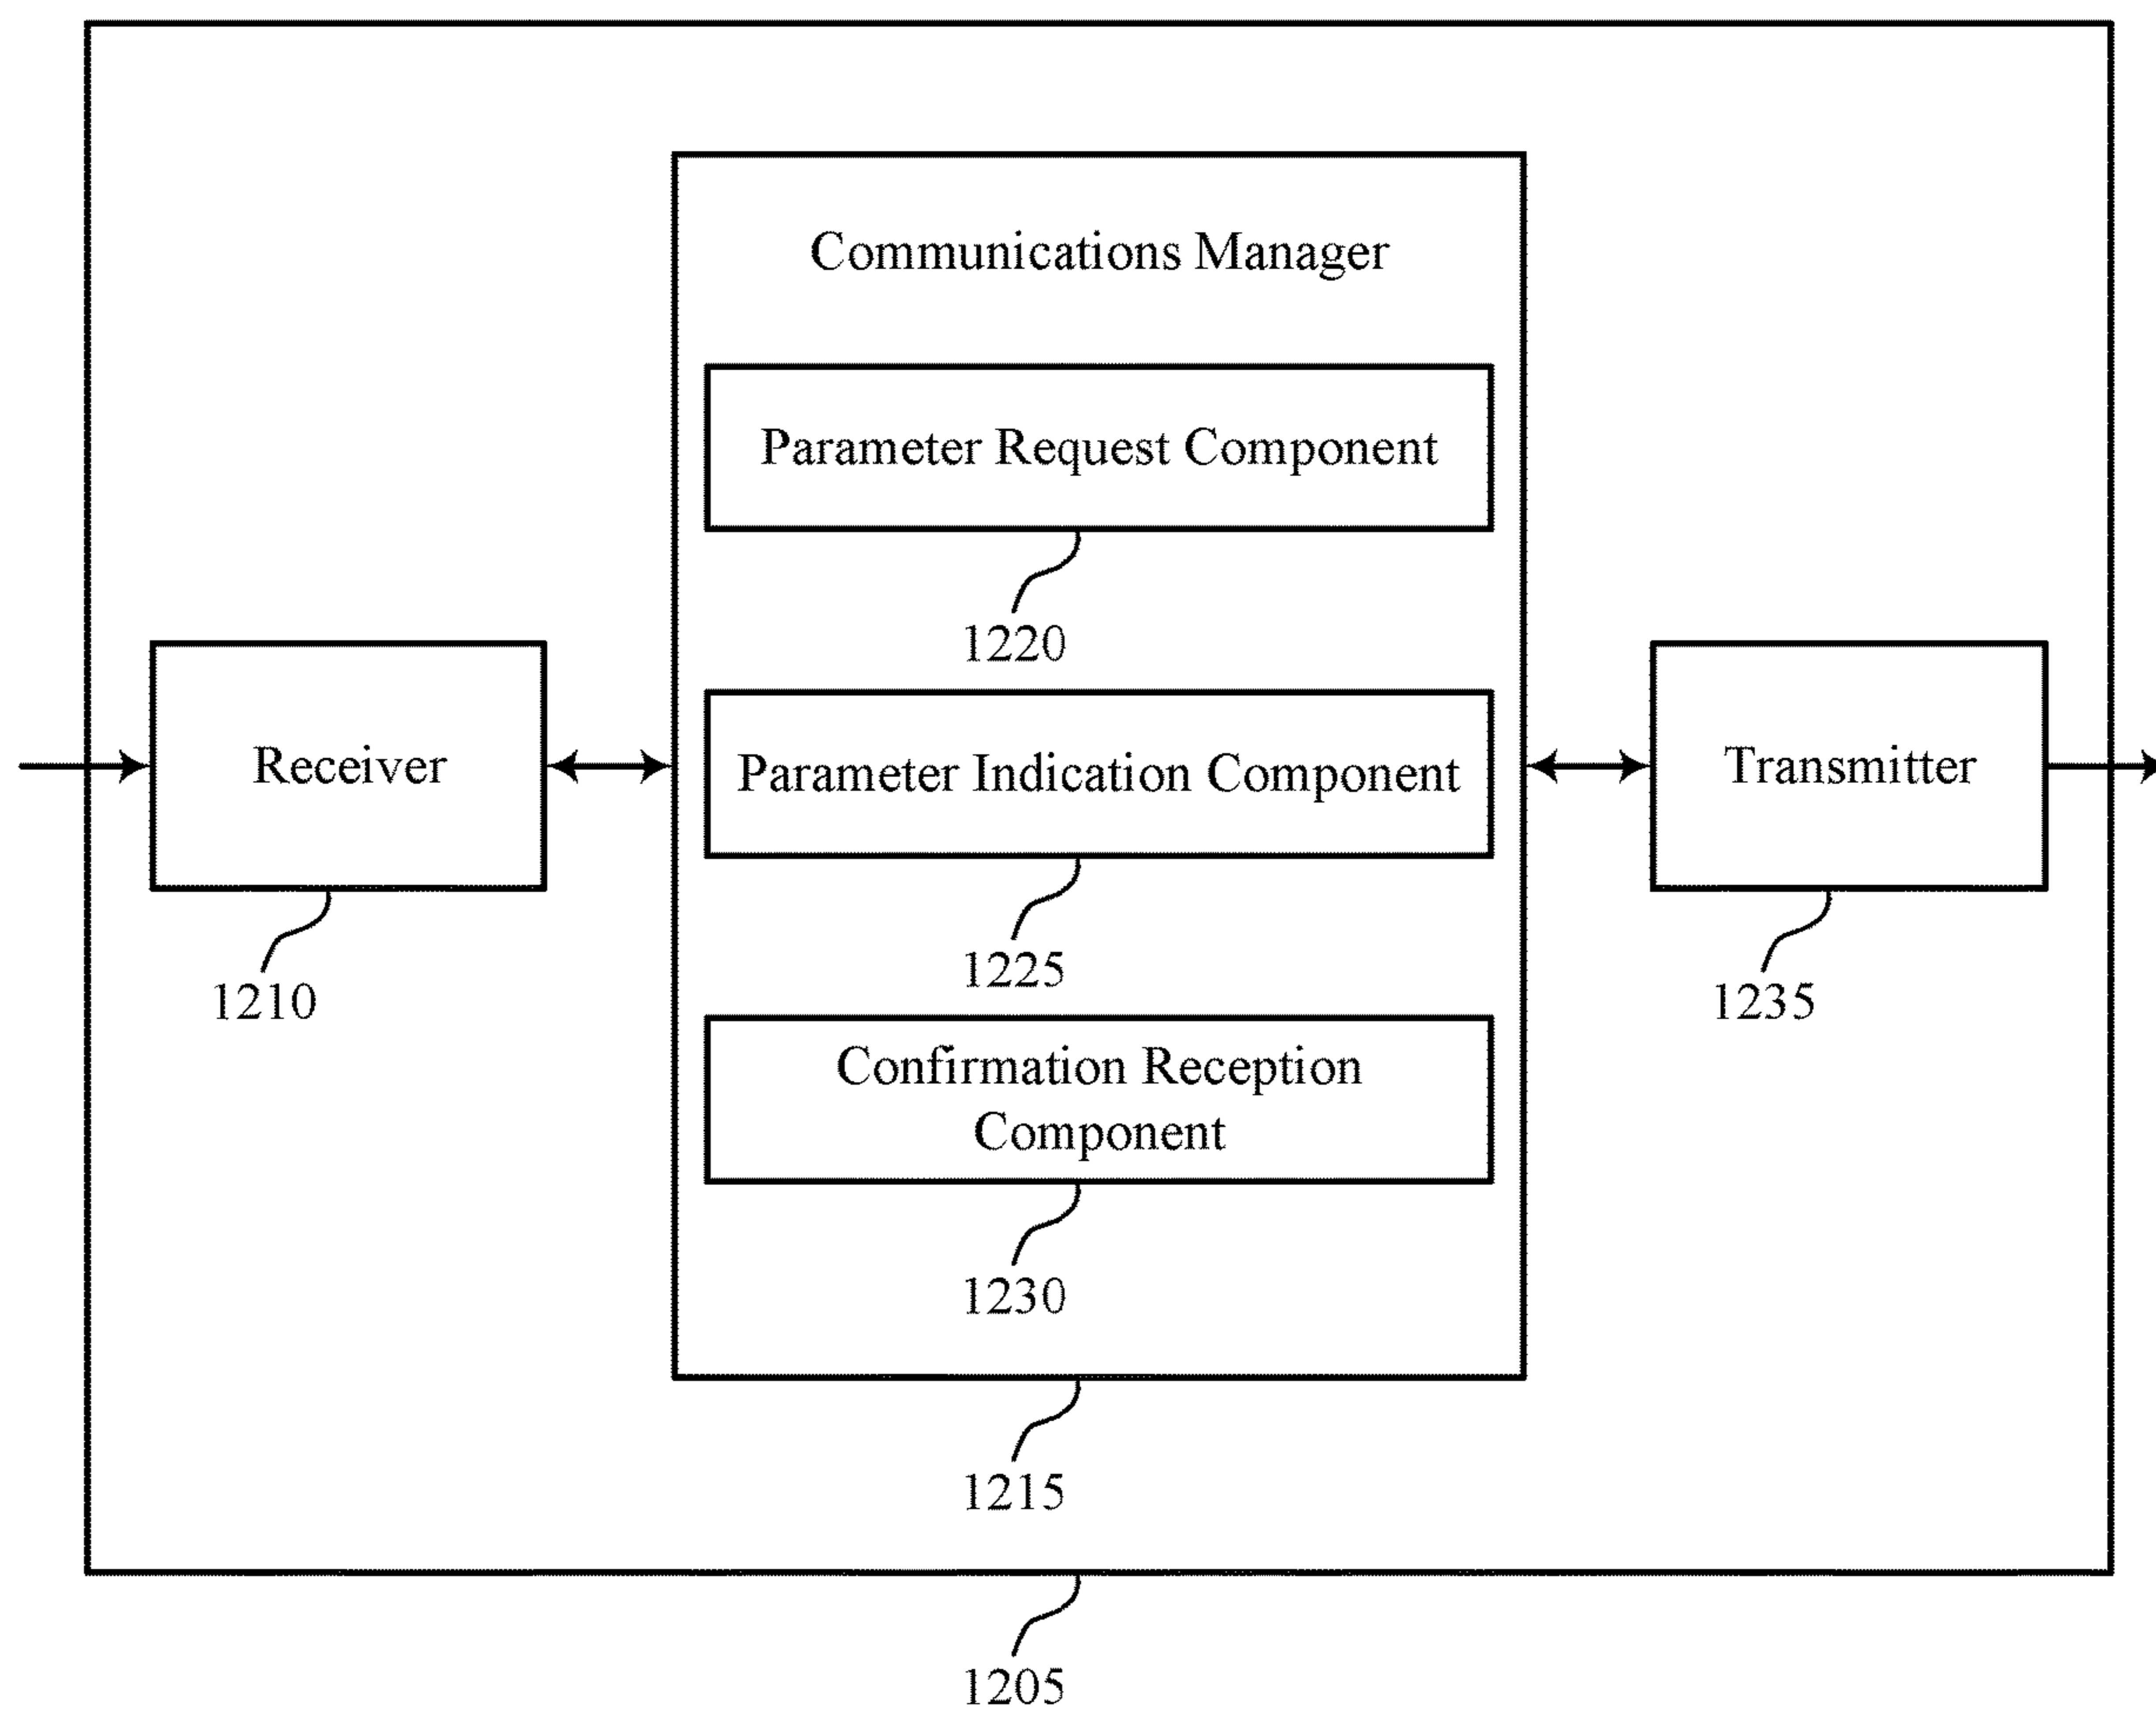 Communications Manager
Parameter Request Component
1220
Receiver
1210
Parameter Indication Component
1225
Transmitter
1235
Confirmation Reception
Component
1230
1215
1205